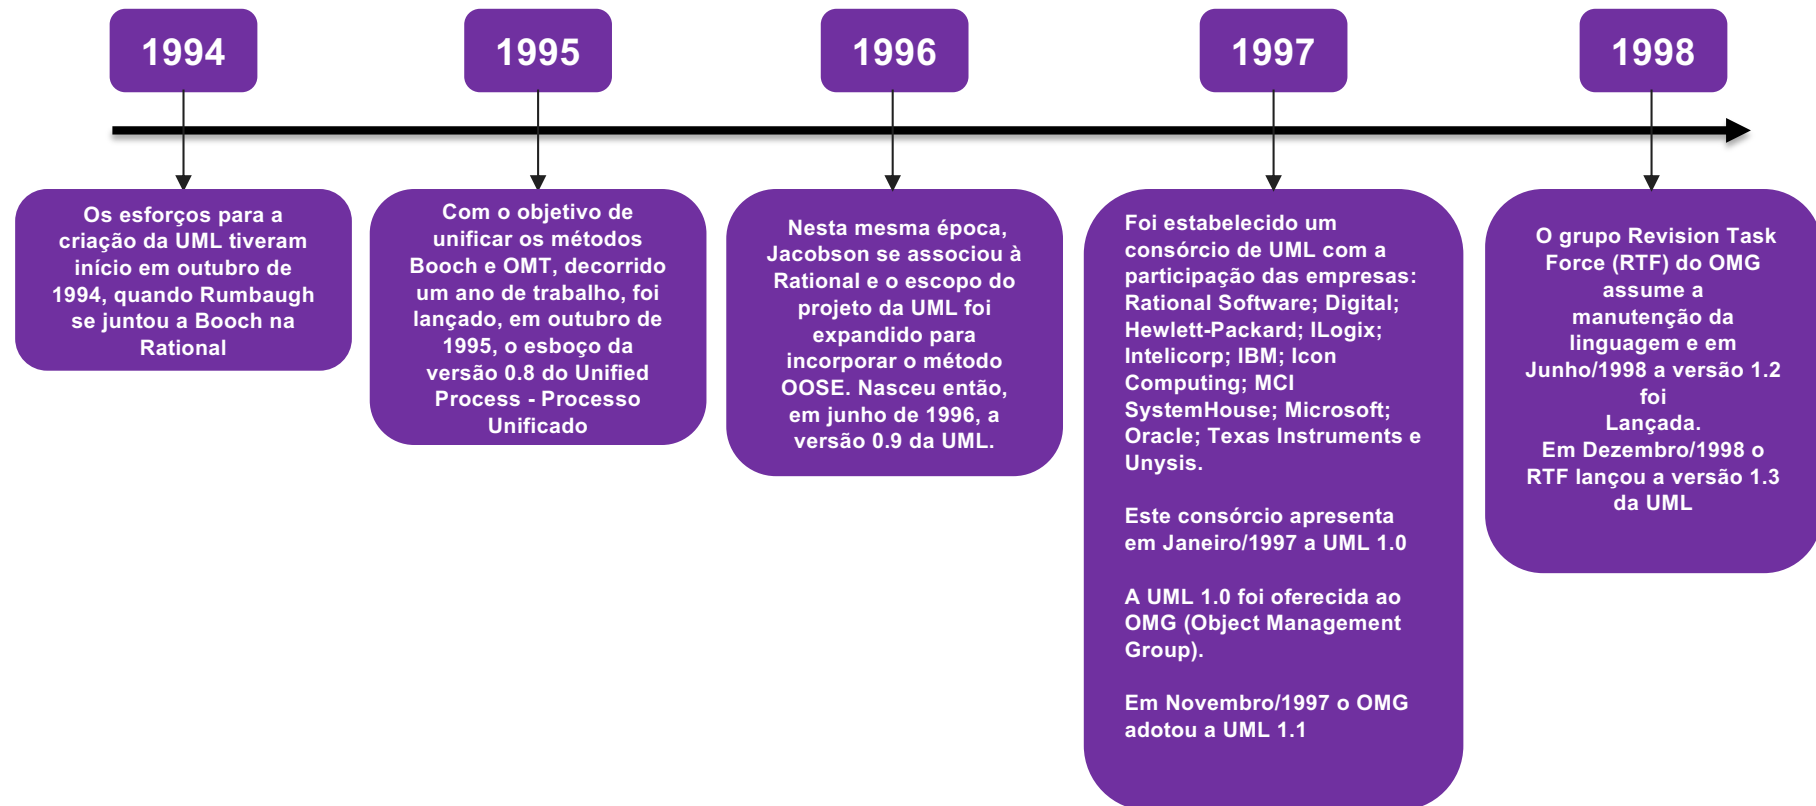 1994
1995
1996
1997
1998
Os esforços para a
criação da UML tiveram
início em outubro de
1994, quando Rumbaugh
se juntou a Booch na
Rational
Com o objetivo de
unificar os métodos
Booch e OMT, decorrido
um ano de trabalho, foi
lançado, em outubro de
1995, o esboço da
versão 0.8 do Unified
Process - Processo
Unificado
Nesta mesma época,
Jacobson se associou à
Rational e o escopo do
projeto da UML foi
expandido para
incorporar o método
OOSE. Nasceu então,
em junho de 1996, a
versão 0.9 da UML.
Foi estabelecido um
consórcio de UML com a
participação das empresas:
Rational Software; Digital;
Hewlett-Packard; ILogix;
Intelicorp; IBM; Icon
Computing; MCI
SystemHouse; Microsoft;
Oracle; Texas Instruments e
Unysis.
Este consórcio apresenta
em Janeiro/1997 a UML 1.0
A UML 1.0 foi oferecida ao
OMG (Object Management
Group).
Em Novembro/1997 o OMG
adotou a UML 1.1
O grupo Revision Task
Force (RTF) do OMG
assume a
manutenção da
linguagem e em
Junho/1998 a versão 1.2
foi
Lançada.
Em Dezembro/1998 o
RTF lançou a versão 1.3
da UML